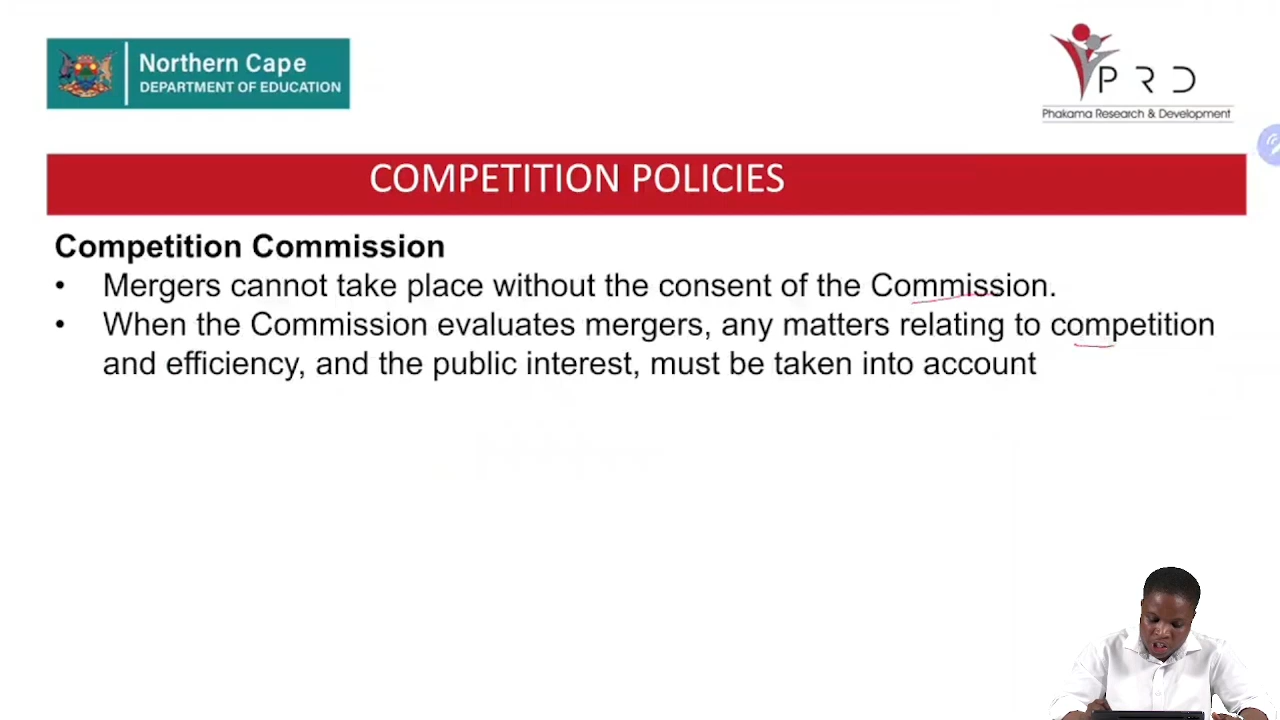 Northern Cape
DEPARTMENT OF EDUCATION
PRD
Phakama Research & Development
COMPETITION POLICIES
Competition Commission
• Mergers cannot take place without the consent of the Commission.
• When the Commission evaluates mergers, any matters relating to competition
and efficiency, and the public interest, must be taken into account